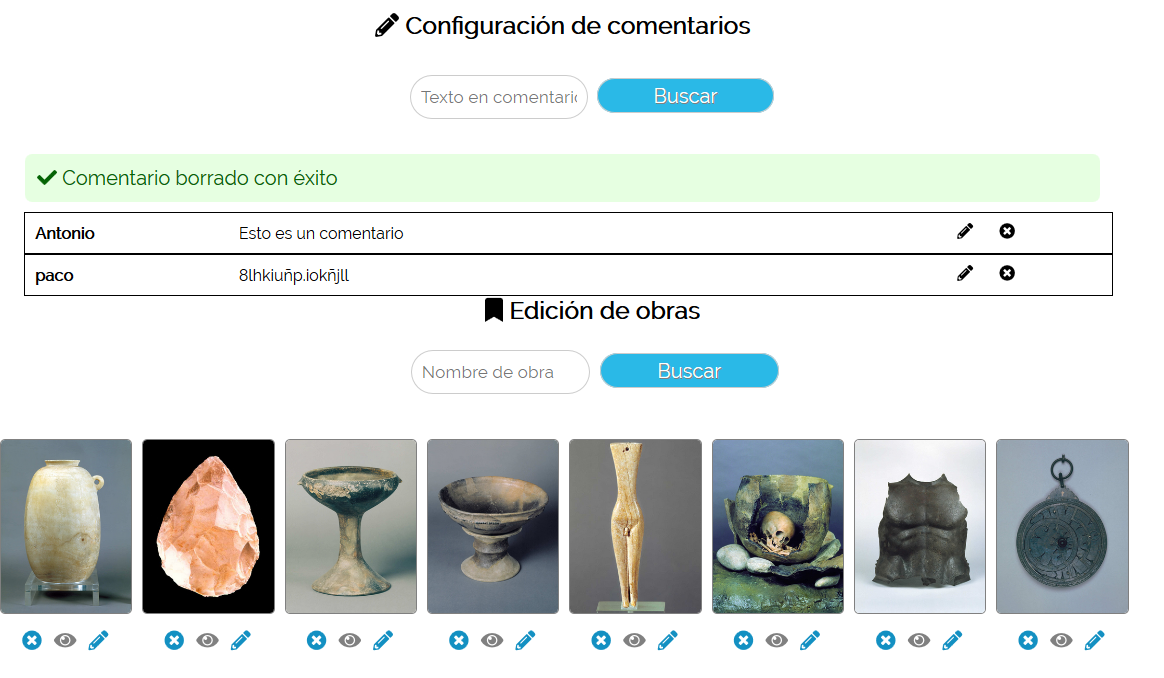 Configuración de comentarios
Texto en comentario
Buscar
Comentario borrado con éxito
Antonio Esto es un comentario
paco 8lhkiuñp.iokñjll
Edición de obras
Nombre de obra
Buscar